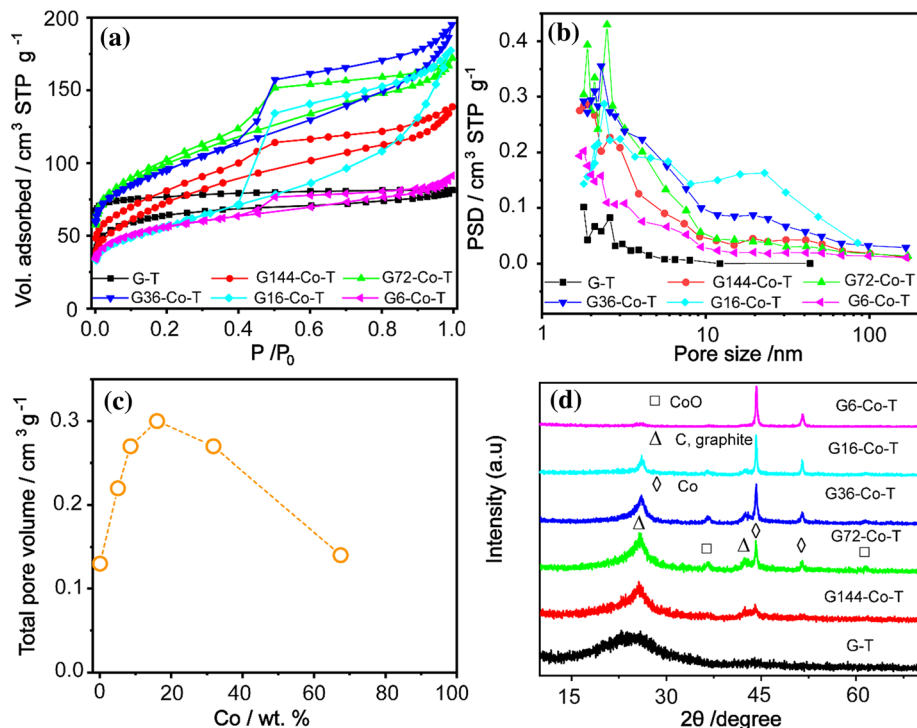 (a)
Vol. adsorbed / cm³ STP g⁻¹
200
150
100
50
0
G-T
G144-Co-T
G72-Co-T
G36-Co-T
G16-Co-T
G6-Co-T
0.0 0.2 0.4 0.6 0.8 1.0
P /P₀
(b)
PSD / cm³ STP g⁻¹
0.4
0.3
0.2
0.1
0.0
G-T
G144-Co-T
G72-Co-T
G36-Co-T
G16-Co-T
G6-Co-T
1 10 100
Pore size /nm
(c)
Total pore volume / cm³ g⁻¹
0.3
0.2
0.1
0.0
0 20 40 60 80 100
Co / wt. %
(d)
Intensity (a.u)
CoO
C, graphite
Co
G6-Co-T
G16-Co-T
G36-Co-T
G72-Co-T
G144-Co-T
G-T
15 30 45 60
2θ /degree